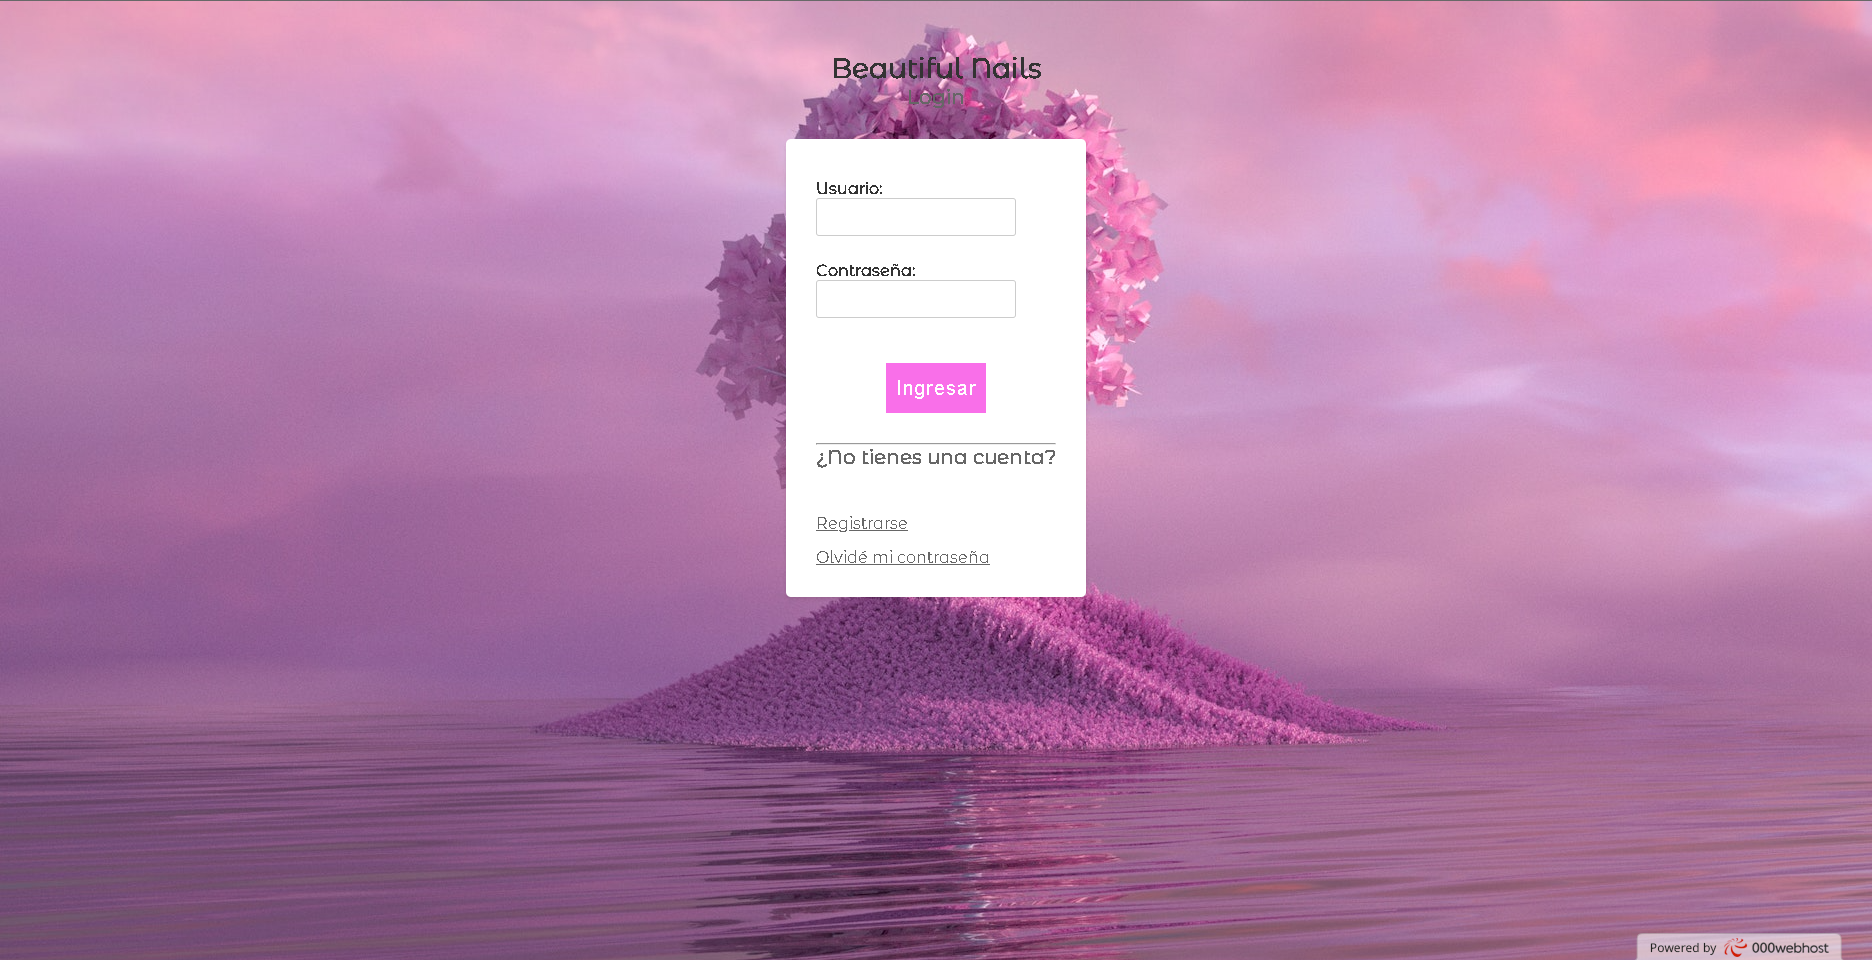 Beautiful Nails
Login
Usuario:
Contraseña:
Ingresar
¿No tienes una cuenta?
Registrarse
Olvidé mi contraseña
Powered by 000webhost